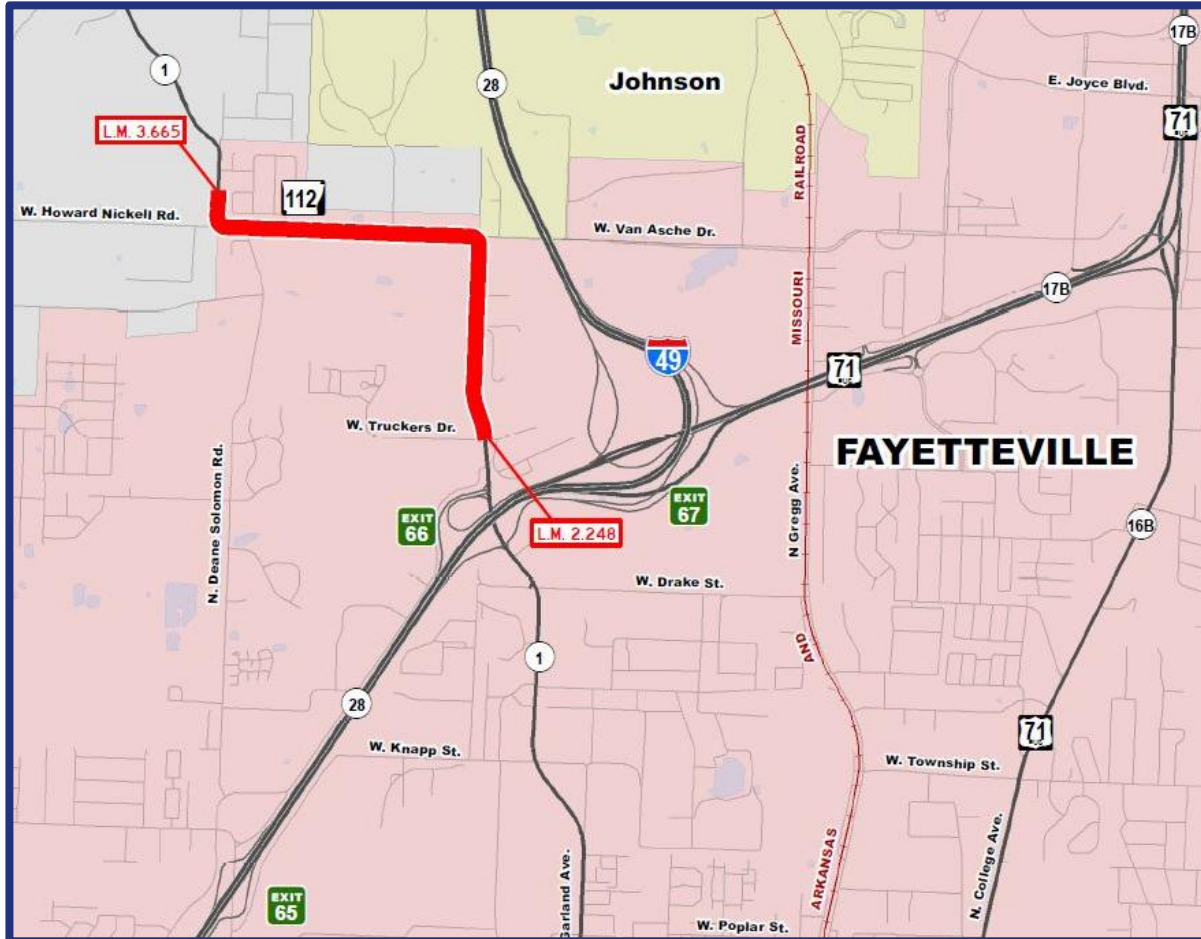 17B
1
28
Johnson
E. Joyce Blvd.
71
L.M. 3.665
RAILROAD
112
W. Howard Nickell Rd.
W. Van Asche Dr.
17B
MISSOURI
49
71
W. Truckers Dr.
FAYETTEVILLE
N. Deane Solomon Rd.
EXIT
66
EXIT
67
L.M. 2.248
N Gregg Ave.
16B
W. Drake St.
AND
1
28
71
W. Knapp St.
W. Township St.
ARKANSAS
N. College Ave.
Garland Ave.
EXIT
65
W. Poplar St.